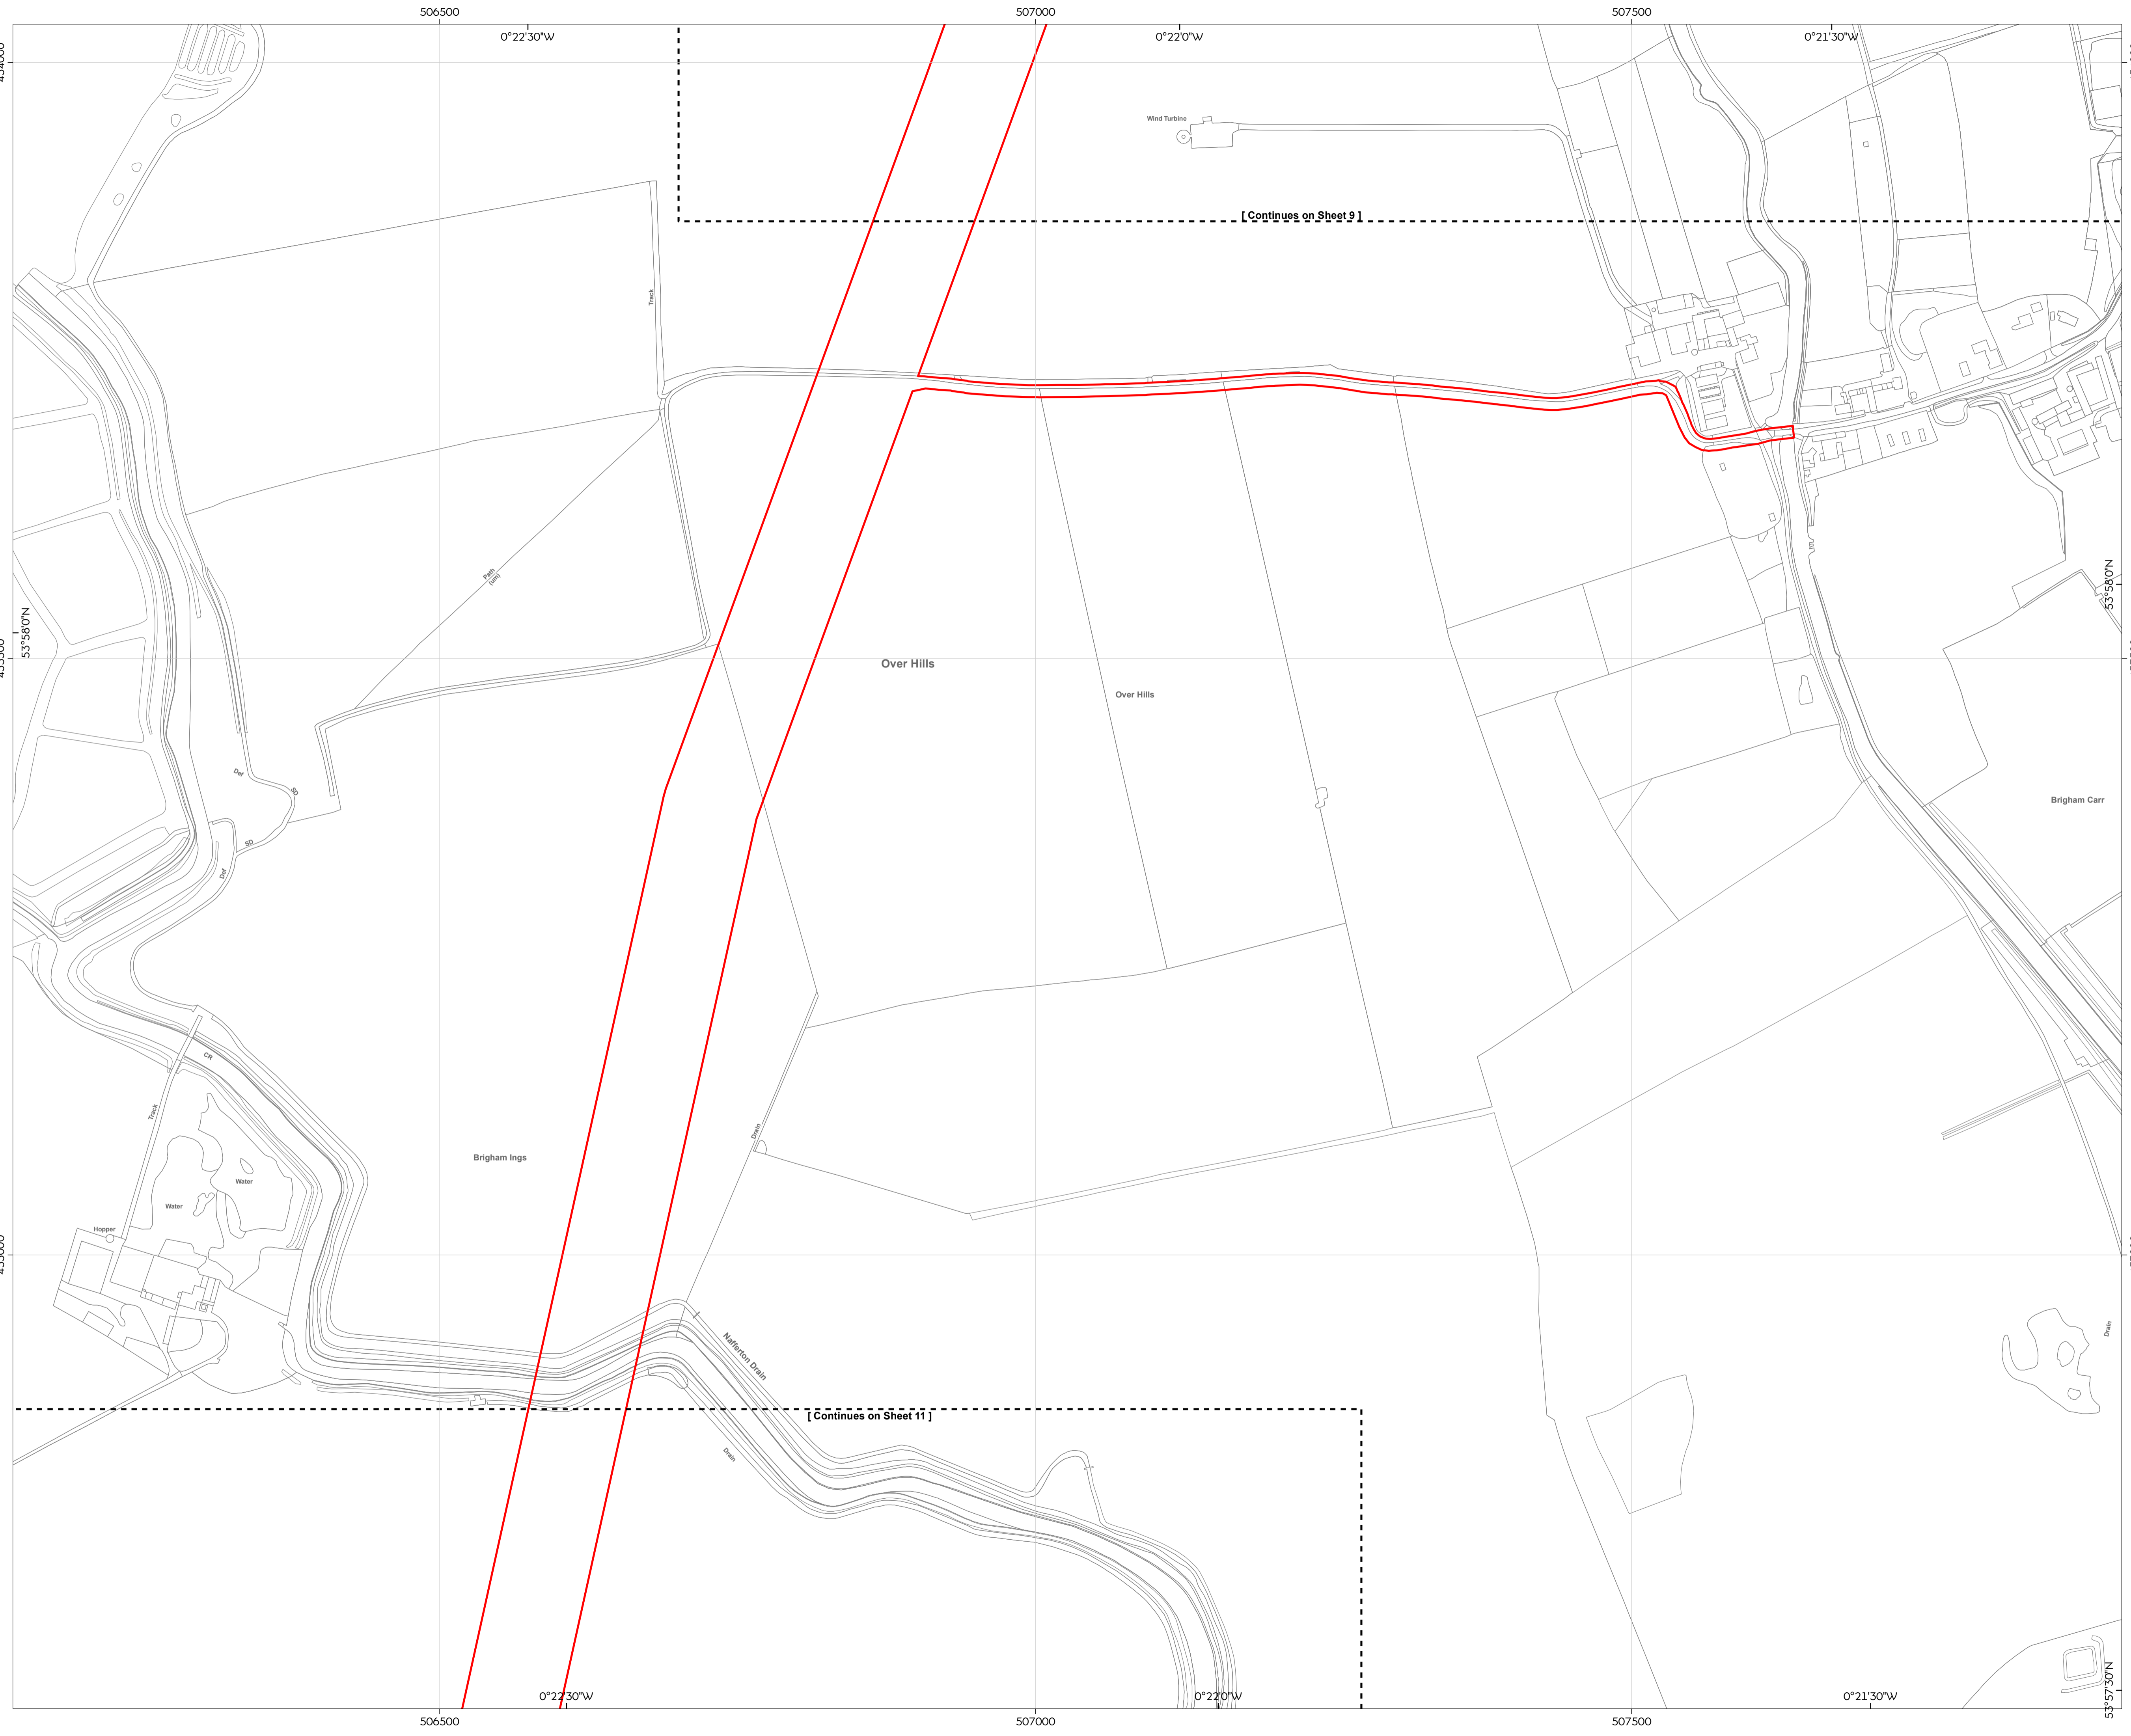 506500
507000
507500
0°22'30"W
0°22'0"W
0°21'30"W
Wind Turbine
[ Continues on Sheet 9 ]
Track
Path
(um)
53°58'0"N
53°58'0"N
Over Hills
Over Hills
Def
SD
SD
Def
Brigham Carr
CR
Track
Drain
Brigham Ings
Water
Water
Hopper
Nafferton Drain
Drain
[ Continues on Sheet 11 ]
Drain
53°57'30"N
0°22'30"W
0°22'0"W
0°21'30"W
506500
507000
507500